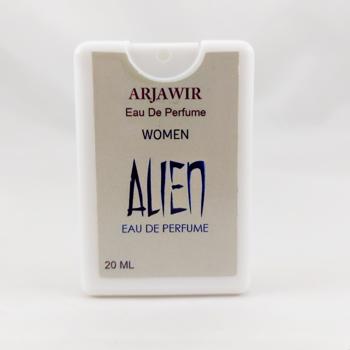 ARJAWIR
Eau De Perfume
WOMEN
ALIEN
EAU DE PERFUME
20 ML